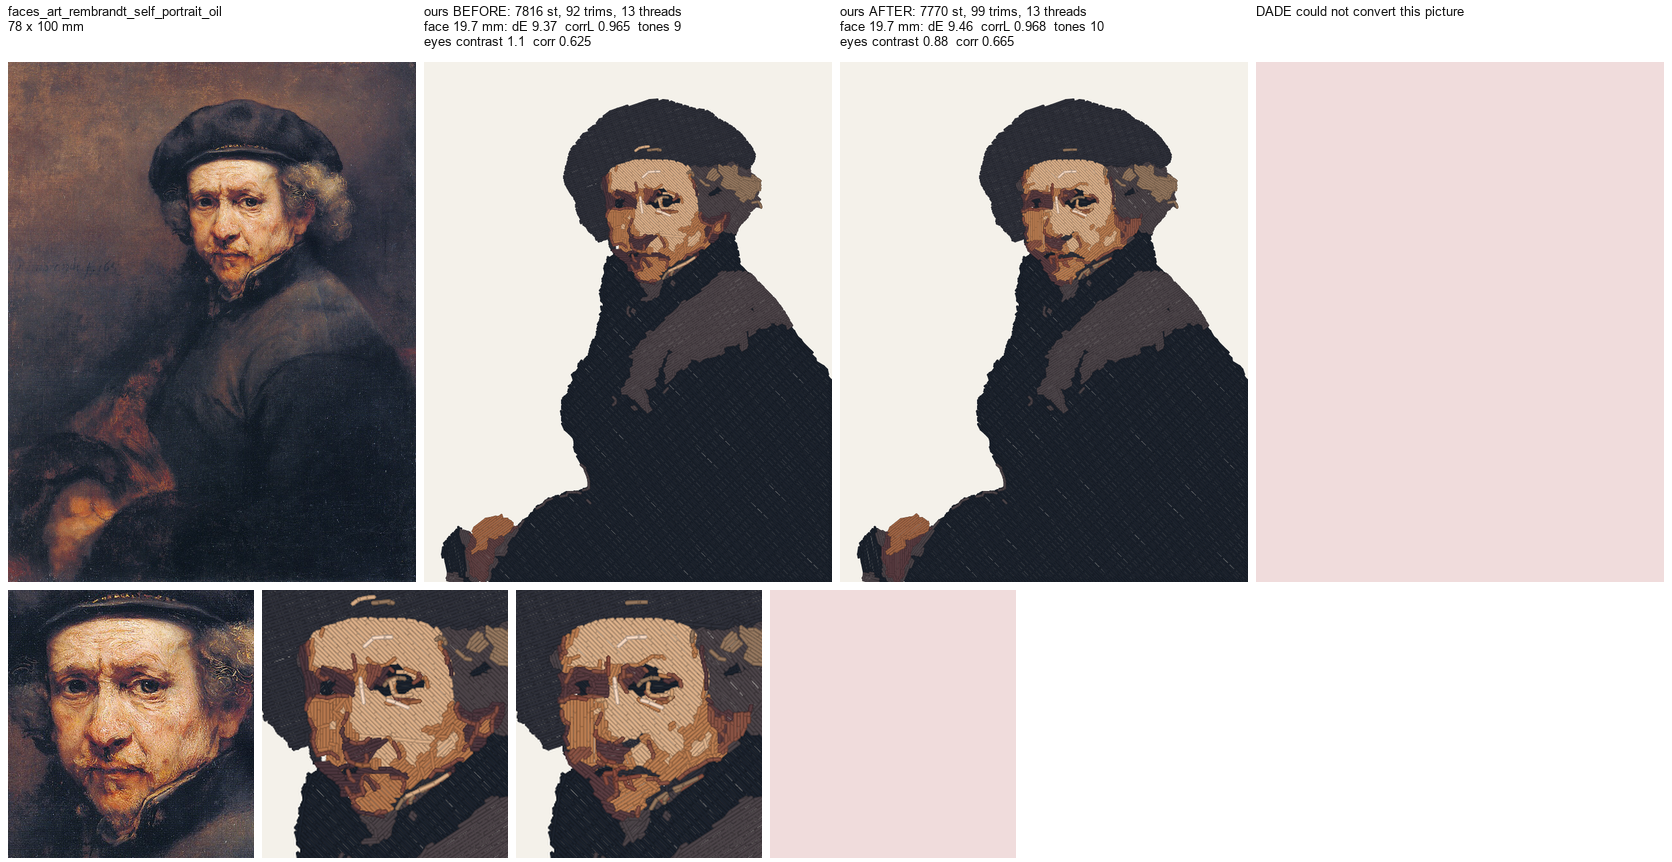 faces_art_rembrandt_self_portrait_oil
78 x 100 mm
ours BEFORE: 7816 st, 92 trims, 13 threads
face 19.7 mm: dE 9.37  corrL 0.965  tones 9
eyes contrast 1.1  corr 0.625
ours AFTER: 7770 st, 99 trims, 13 threads
face 19.7 mm: dE 9.46  corrL 0.968  tones 10
eyes contrast 0.88  corr 0.665
DADE could not convert this picture